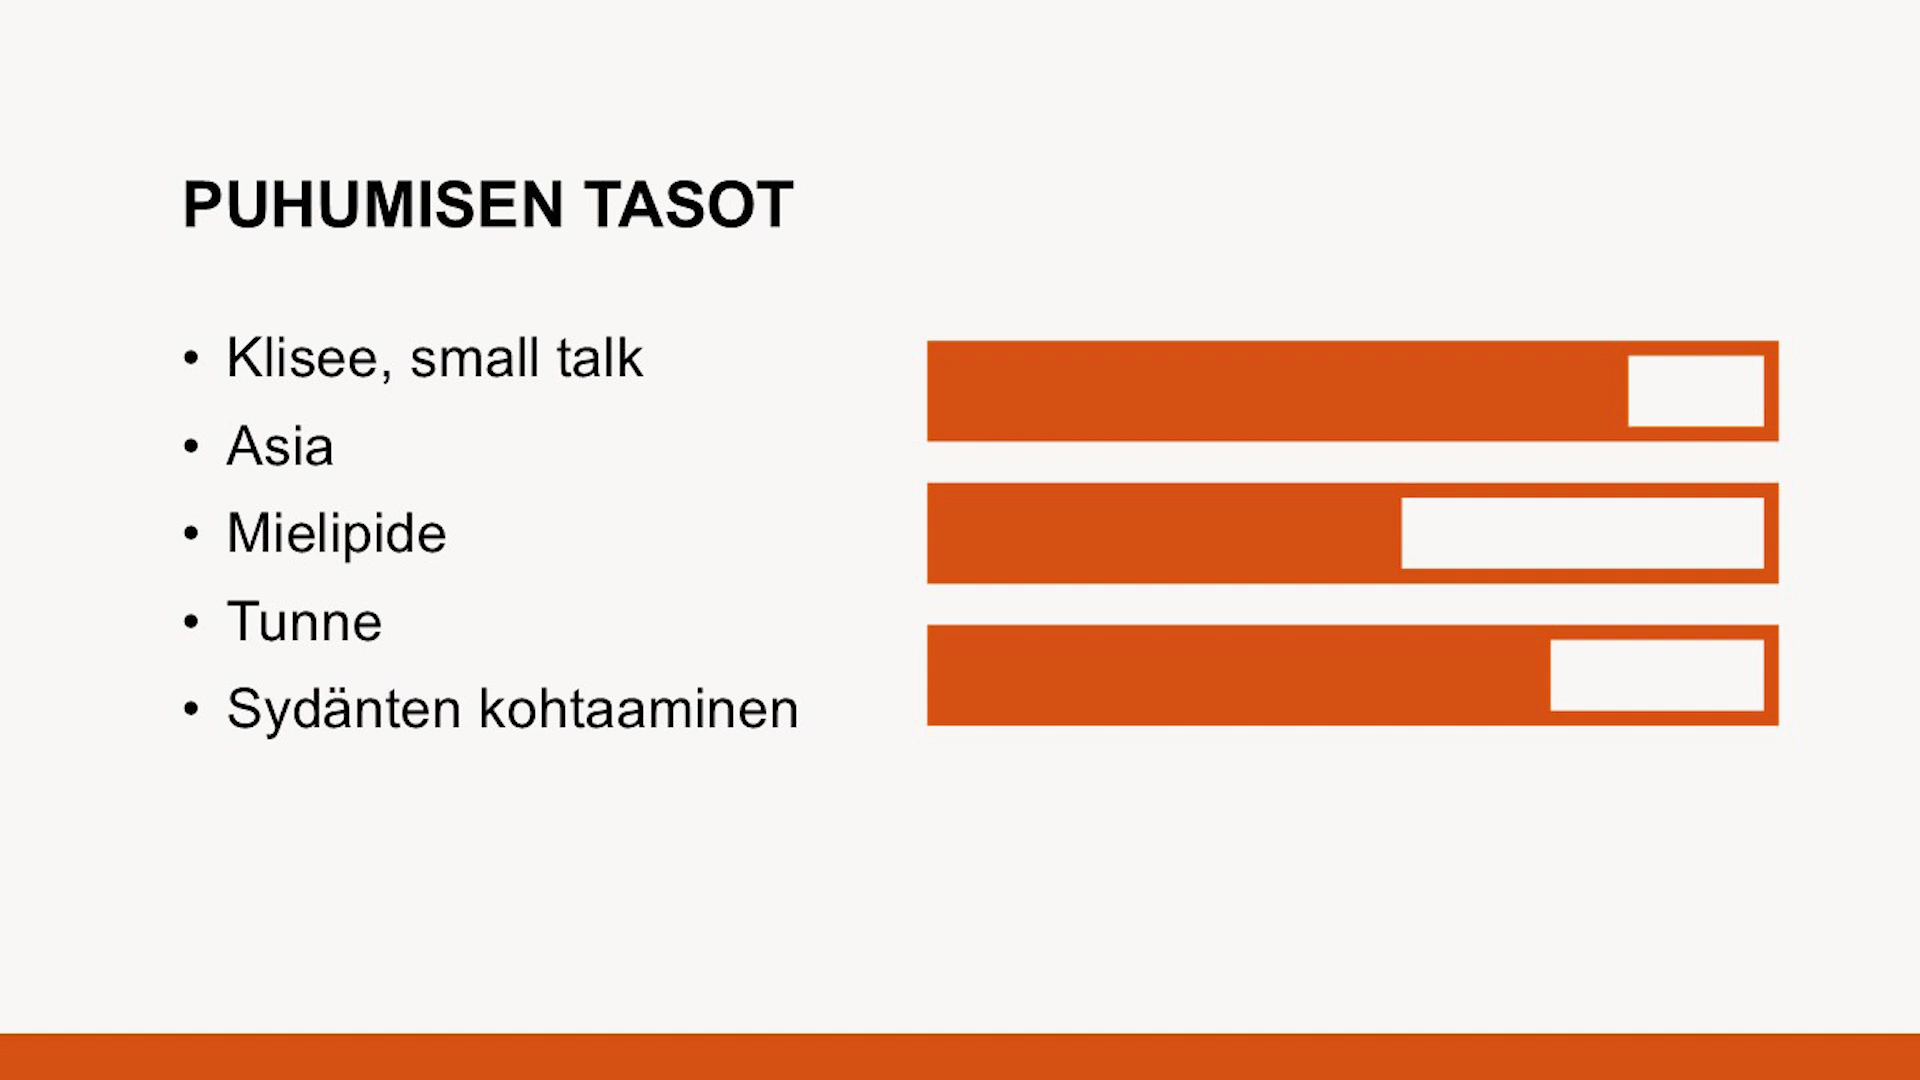 PUHUMISEN TASOT
• Klisee, small talk
• Asia
• Mielipide
• Tunne
• Sydänten kohtaaminen